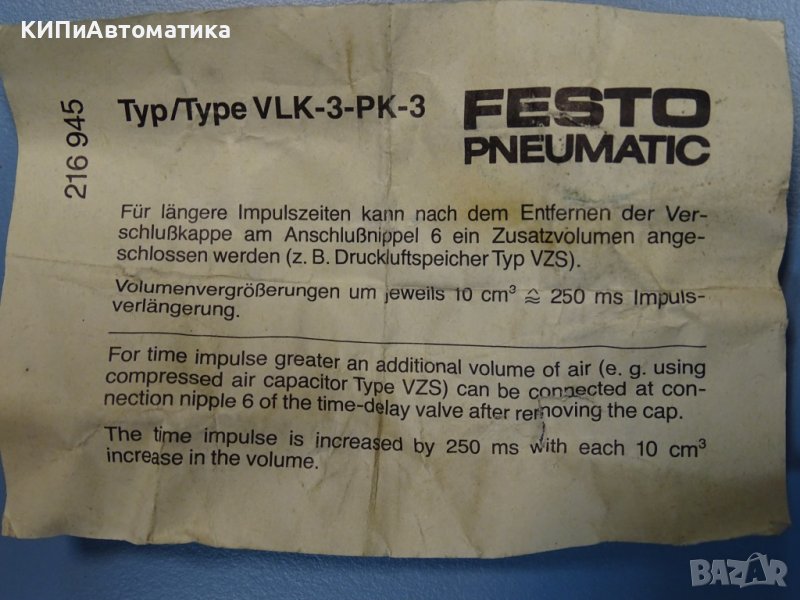 КИПиАвтоматика
216 945
Typ/Type VLK-3-PK-3
FESTO
PNEUMATIC
Für längere Impulszeiten kann nach dem Entfernen der Ver-
schlußkappe am Anschlußnippel 6 ein Zusatzvolumen ange-
schlossen werden (z. B. Druckluftspeicher Typ VZS).
Volumenvergrößerungen um jeweils 10 cm³ ≙ 250 ms Impuls-
verlängerung.
For time impulse greater an additional volume of air (e. g. using
compressed air capacitor Type VZS) can be connected at con-
nection nipple 6 of the time-delay valve after removing the cap.
The time impulse is increased by 250 ms with each 10 cm³
increase in the volume.
BAZAR